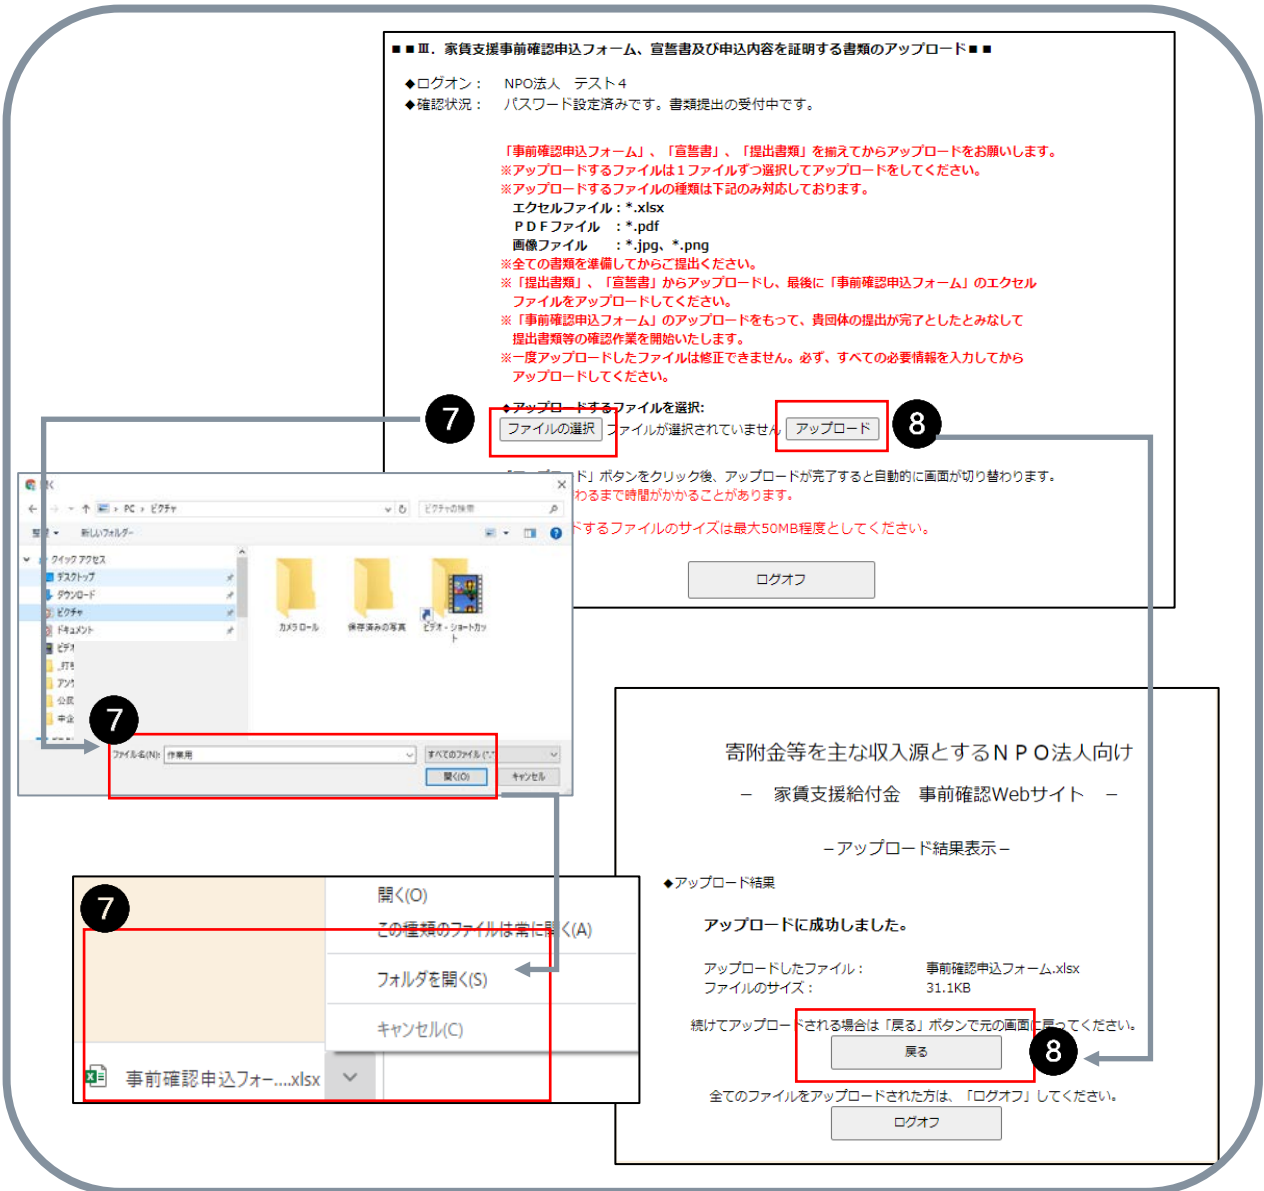 ■■Ⅲ．家賃支援事前確認申込フォーム、宣誓書及び申込内容を証明する書類のアップロード■■
◆ログオン： NPO法人 テスト４
◆確認状況： パスワード設定済みです。書類提出の受付中です。
「事前確認申込フォーム」、「宣誓書」、「提出書類」を揃えてからアップロードをお願いします。
※アップロードするファイルは１ファイルずつ選択してアップロードをしてください。
※アップロードするファイルの種類は下記のみ対応しております。
エクセルファイル：*.xlsx
ＰＤＦファイル ：*.pdf
画像ファイル ：*.jpg、*.png
※全ての書類を準備してからご提出ください。
※「提出書類」、「宣誓書」からアップロードし、最後に「事前確認申込フォーム」のエクセル
ファイルをアップロードしてください。
※「事前確認申込フォーム」のアップロードをもって、貴団体の提出が完了としたとみなして
提出書類等の確認作業を開始いたします。
※一度アップロードしたファイルは修正できません。必ず、すべての必要情報を入力してから
アップロードしてください。
◆アップロードするファイルを選択:
7
ファイルの選択 ファイルが選択されていません アップロード
8
ド」ボタンをクリック後、アップロードが完了すると自動的に画面が切り替わります。
わるまで時間がかかることがあります。
ドするファイルのサイズは最大50MB程度としてください。
ログオフ
PC › ピクチャ
ピクチャの検索
新しいフォルダー
クイック アクセス
デスクトップ
ダウンロード
ピクチャ
ドキュメント
ビデオ
アンケ
公民
申企
カメラ ロール
保存済みの写真
ビデオ - ショートカッ
ト
7
ファイル名(N): 作業用
すべてのファイル (*.*
開く(O) キャンセル
7
開く(O)
この種類のファイルは常に開く(A)
フォルダを開く(S)
キャンセル(C)
事前確認申込フォー....xlsx
寄附金等を主な収入源とするＮＰＯ法人向け
－ 家賃支援給付金 事前確認Webサイト －
－アップロード結果表示－
◆アップロード結果
アップロードに成功しました。
アップロードしたファイル： 事前確認申込フォーム.xlsx
ファイルのサイズ： 31.1KB
続けてアップロードされる場合は「戻る」ボタンで元の画面に戻ってください。
戻る
8
全てのファイルをアップロードされた方は、「ログオフ」してください。
ログオフ